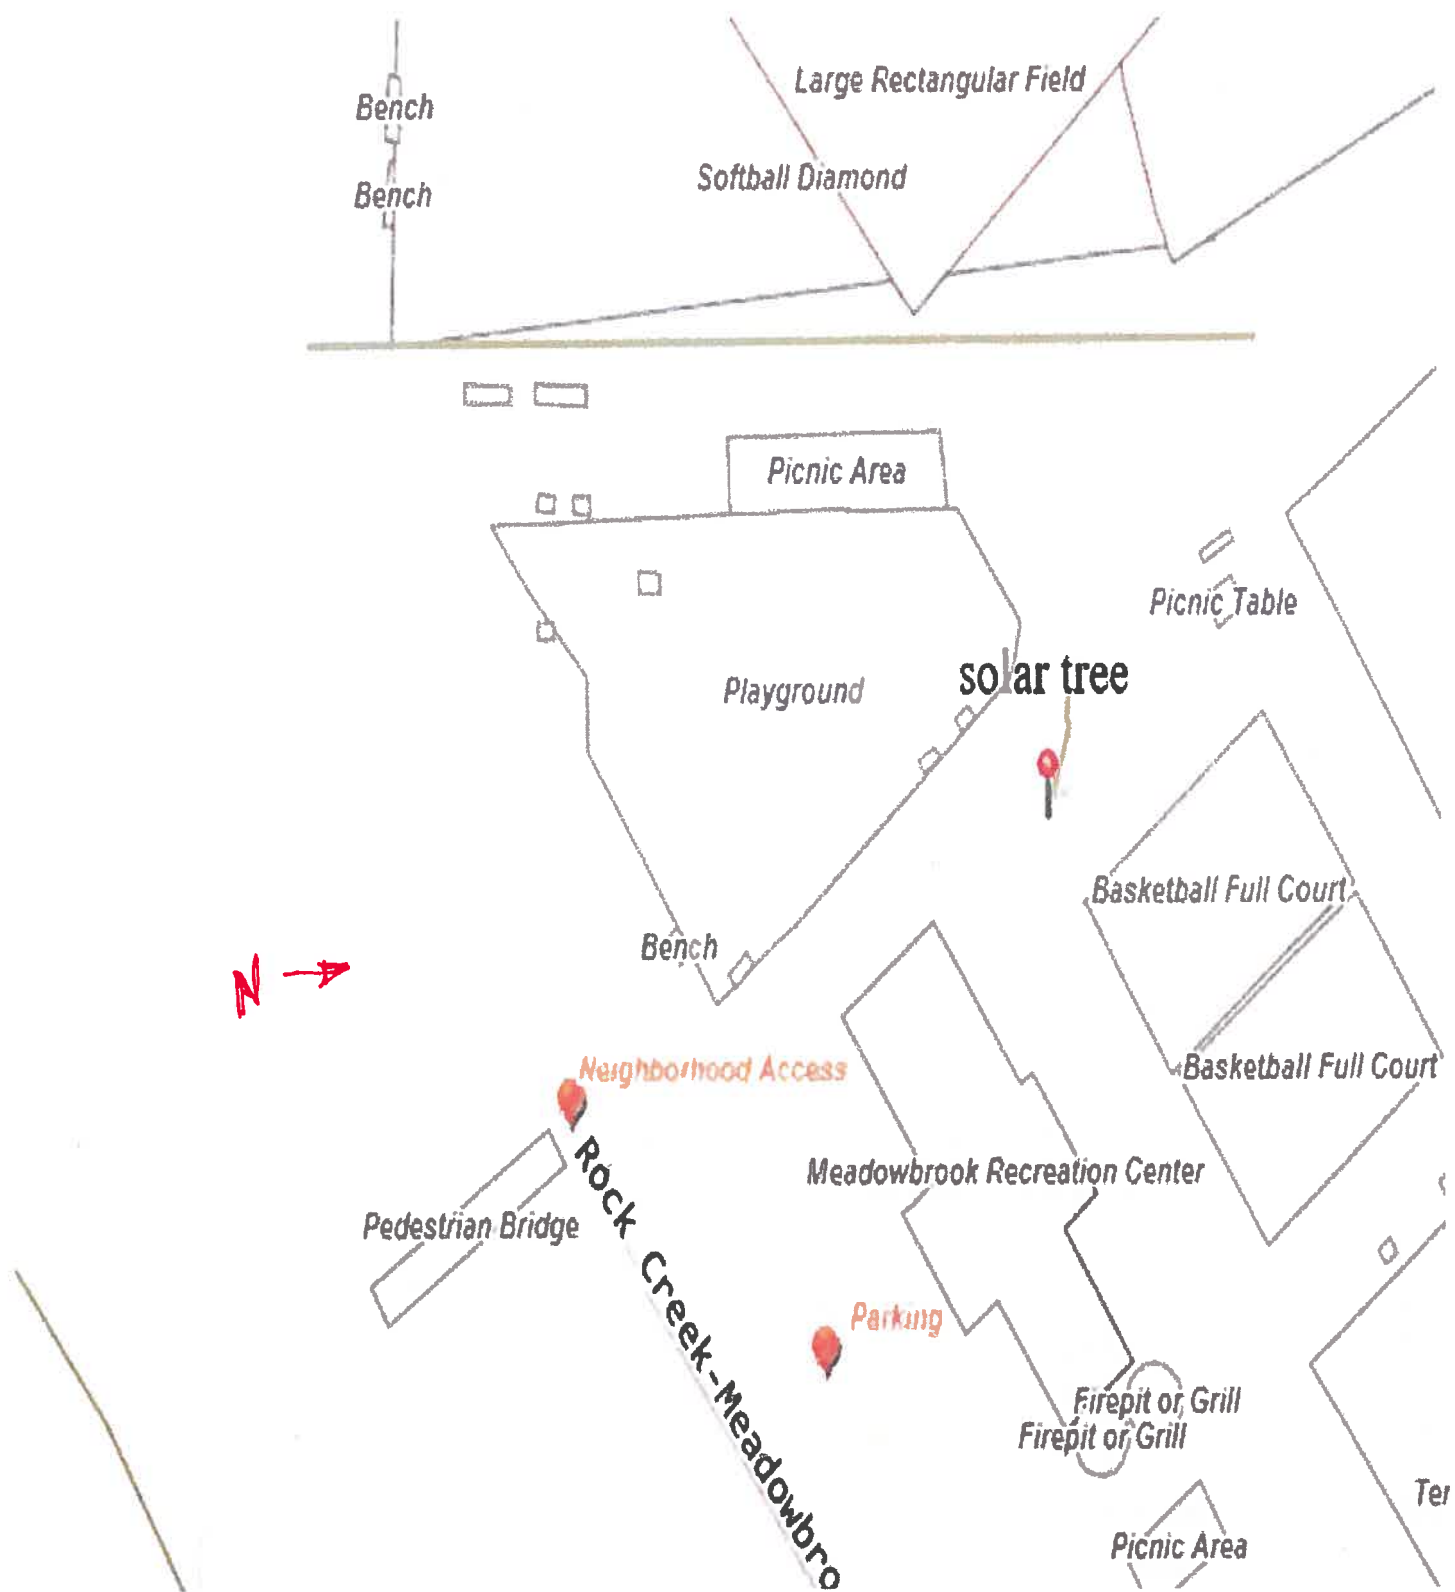 Large Rectangular Field
Bench
Softball Diamond
Bench
Picnic Area
Picnic Table
solar tree
Playground
Basketball Full Court
Bench
N
Neighborhood Access
Basketball Full Court
Meadowbrook Recreation Center
Pedestrian Bridge
Rock Creek-Meadowbro
Parking
Firepit or Grill
Firepit or Grill
Ter
Picnic Area